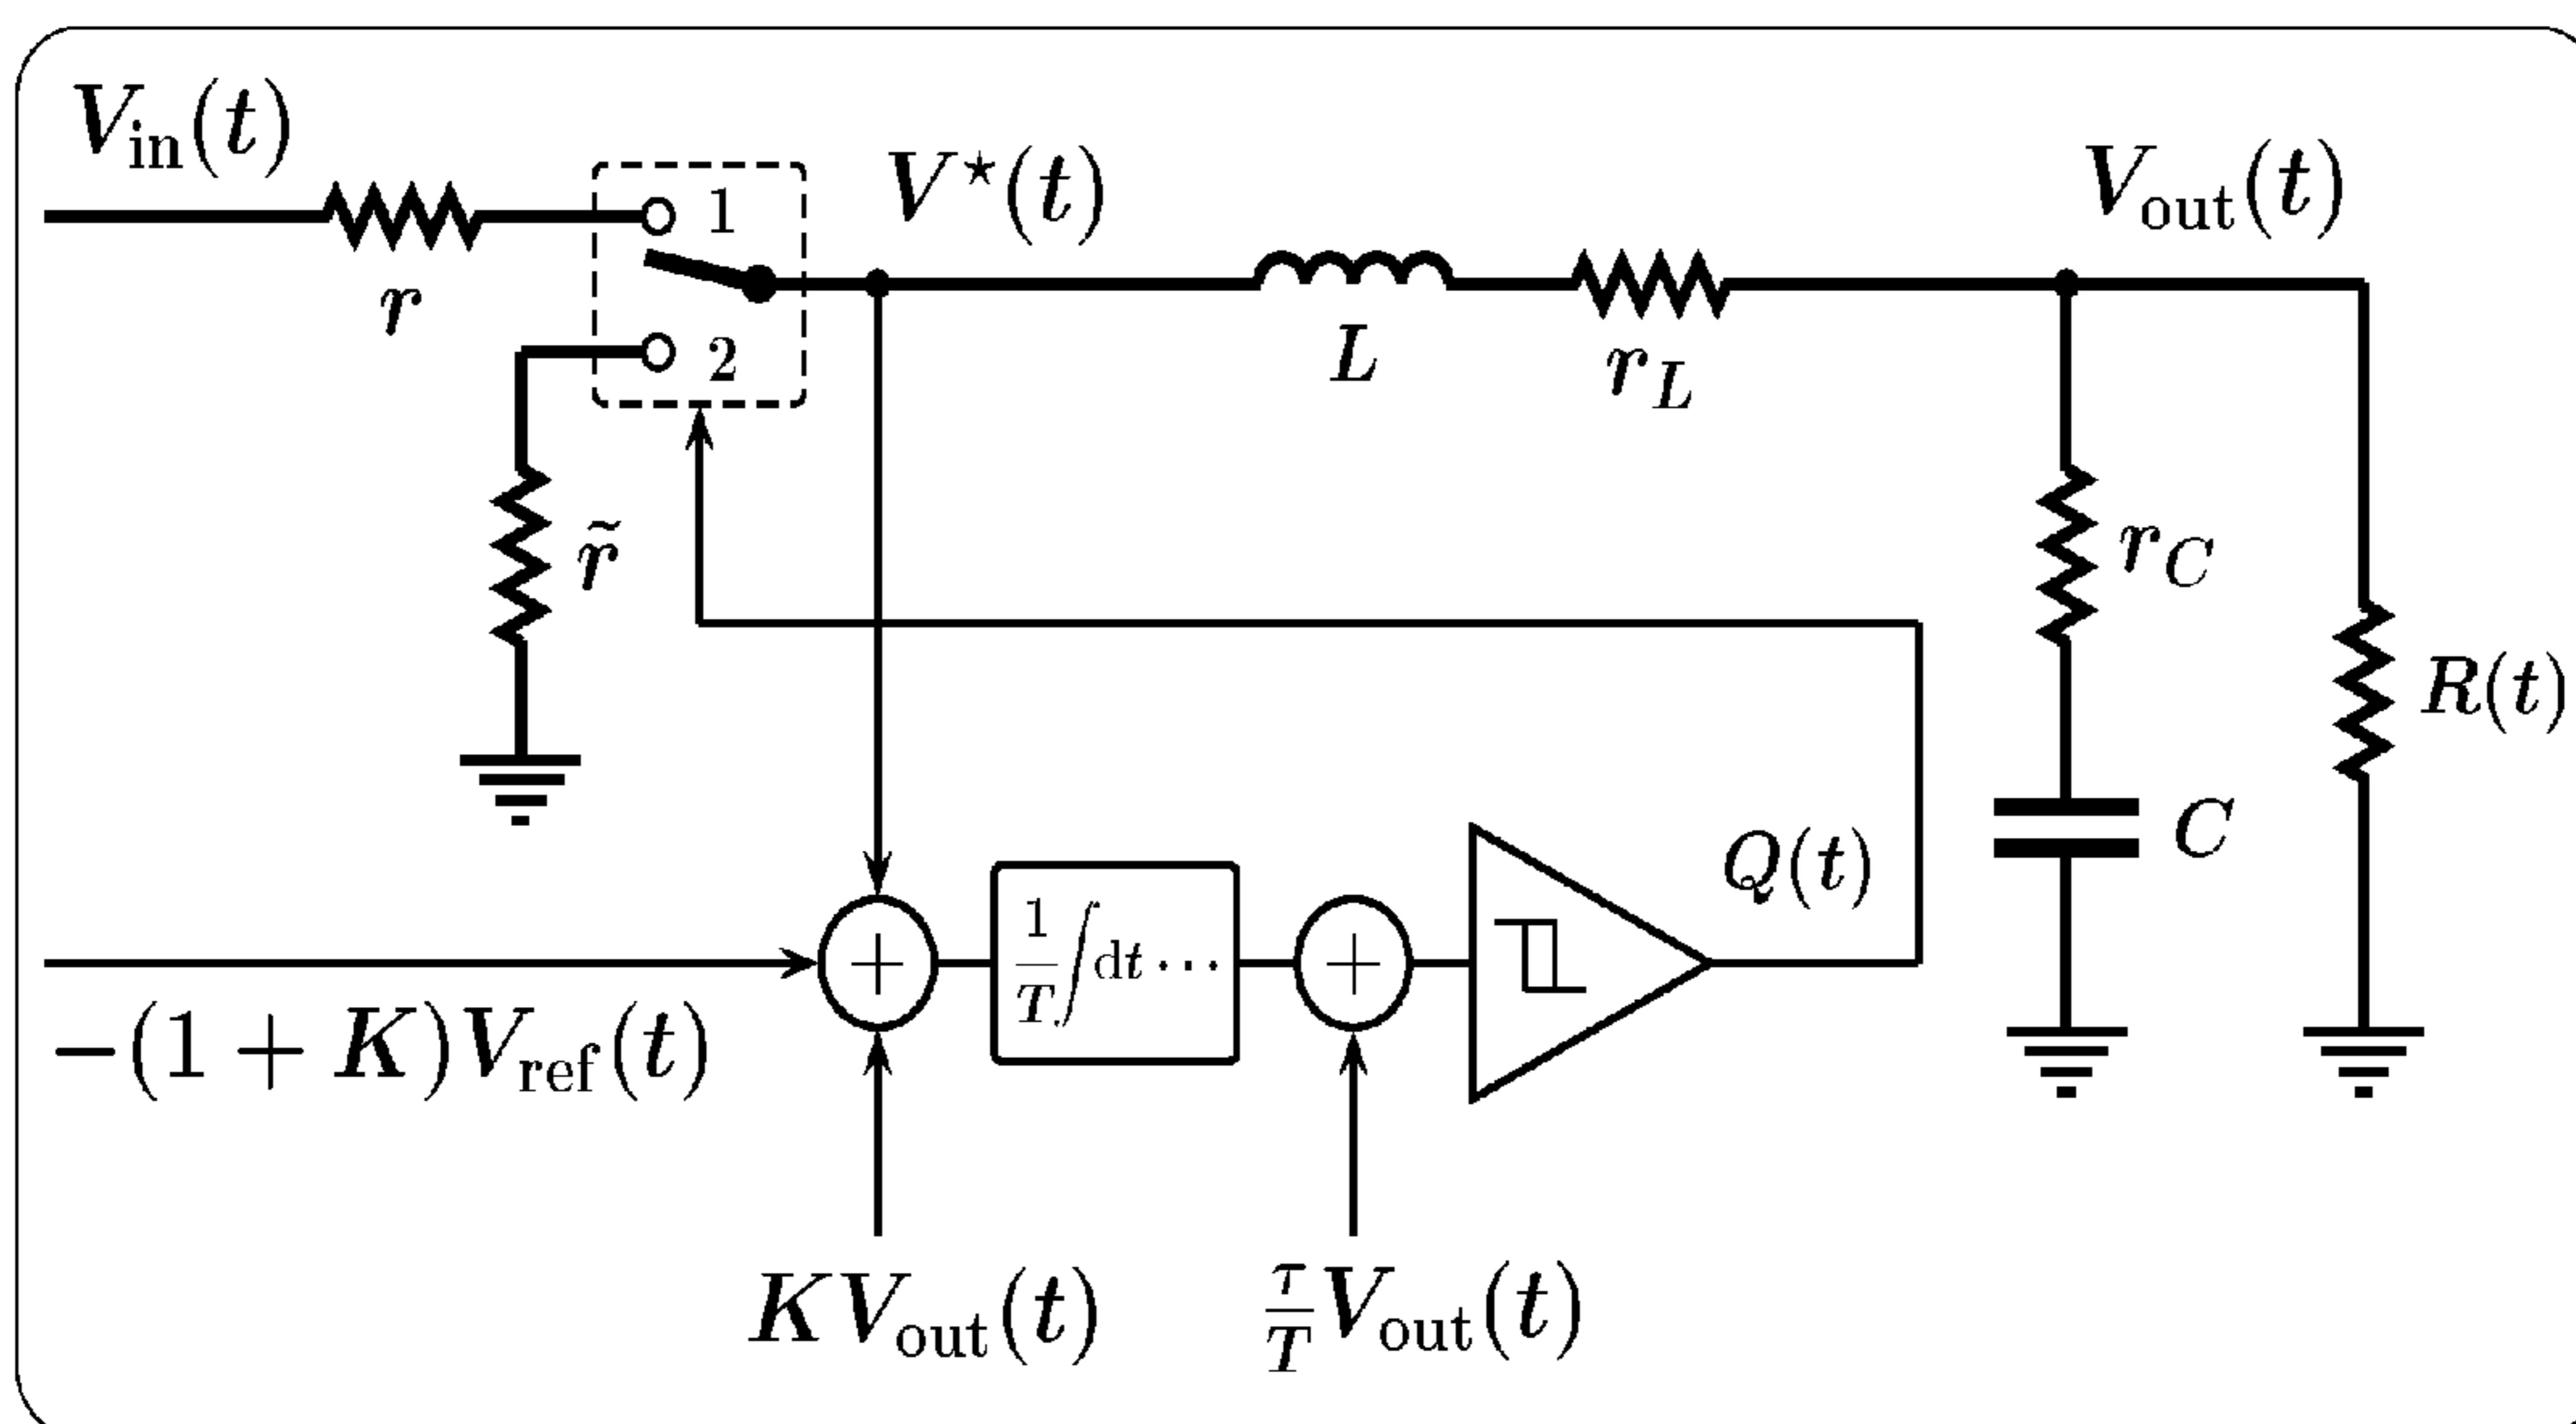 V_in(t)
r
1
2
V*(t)
L
r_L
V_out(t)
r̃
r_C
C
R(t)
Q(t)
+
1/T ∫dt ···
+
−(1 + K)V_ref(t)
KV_out(t)
τ/T V_out(t)